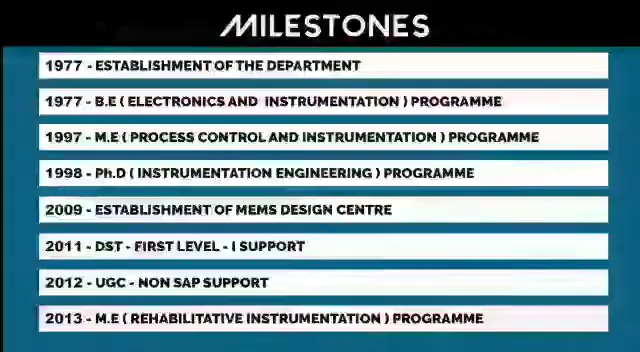 MILESTONES
1977 - ESTABLISHMENT OF THE DEPARTMENT
1977 - B.E ( ELECTRONICS AND INSTRUMENTATION ) PROGRAMME
1997 - M.E ( PROCESS CONTROL AND INSTRUMENTATION ) PROGRAMME
1998 - Ph.D ( INSTRUMENTATION ENGINEERING ) PROGRAMME
2009 - ESTABLISHMENT OF MEMS DESIGN CENTRE
2011 - DST - FIRST LEVEL - I SUPPORT
2012 - UGC - NON SAP SUPPORT
2013 - M.E ( REHABILITATIVE INSTRUMENTATION ) PROGRAMME